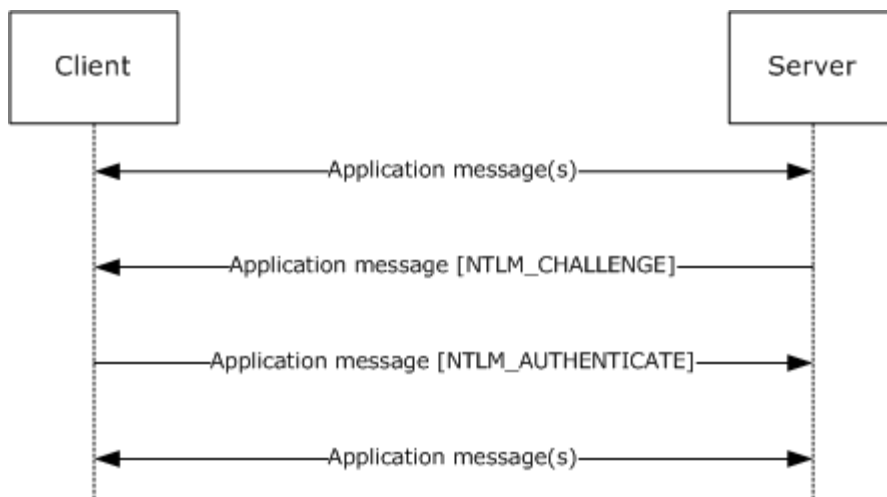 Client
Server
Application message(s)
Application message [NTLM_CHALLENGE]
Application message [NTLM_AUTHENTICATE]
Application message(s)